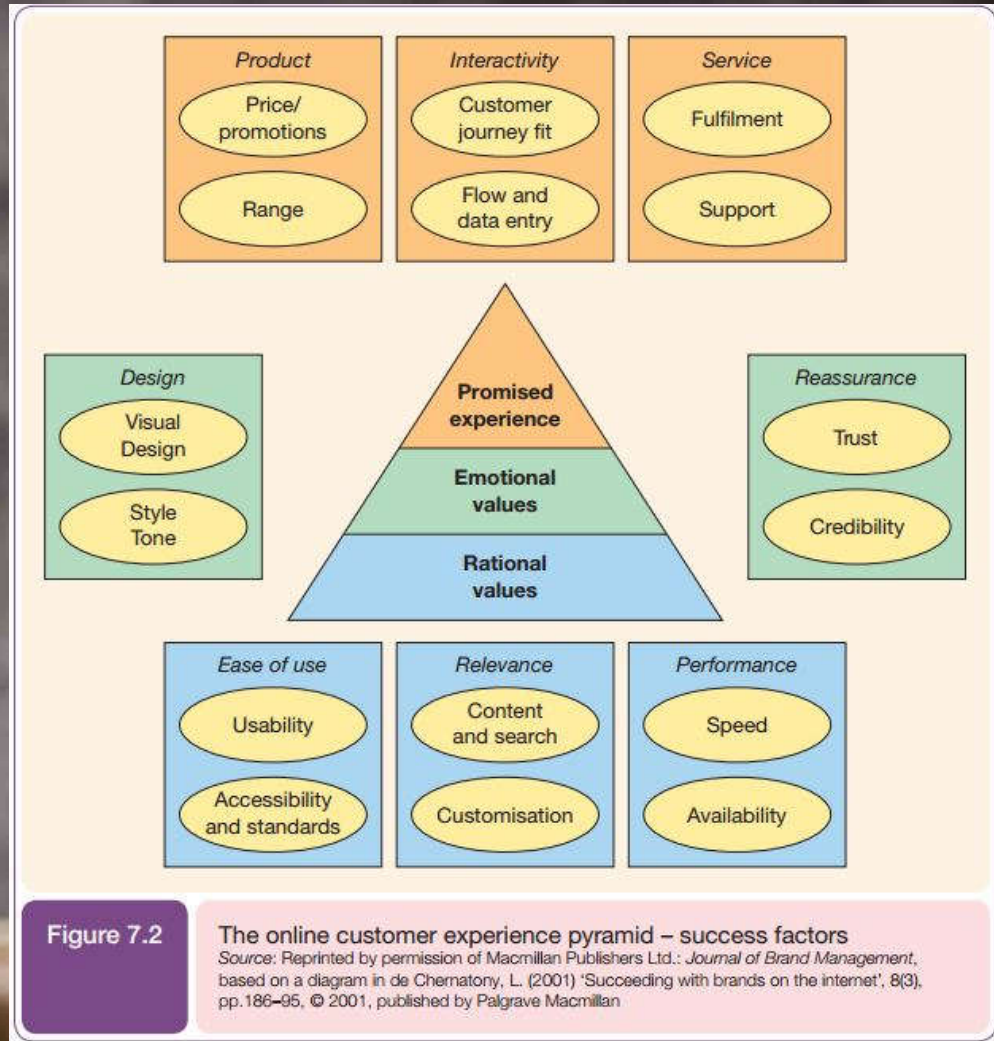 Product
Price/
promotions
Range
Interactivity
Customer
journey fit
Flow and
data entry
Service
Fulfilment
Support
Design
Visual
Design
Style
Tone
Promised
experience
Emotional
values
Rational
values
Reassurance
Trust
Credibility
Ease of use
Usability
Accessibility
and standards
Relevance
Content
and search
Customisation
Performance
Speed
Availability
Figure 7.2
The online customer experience pyramid – success factors
Source: Reprinted by permission of Macmillan Publishers Ltd.: Journal of Brand Management,
based on a diagram in de Chernatony, L. (2001) ‘Succeeding with brands on the internet’, 8(3),
pp.186–95, © 2001, published by Palgrave Macmillan